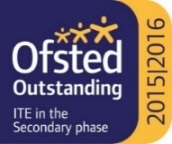 Ofsted
Outstanding
ITE in the
Secondary phase
2015|2016